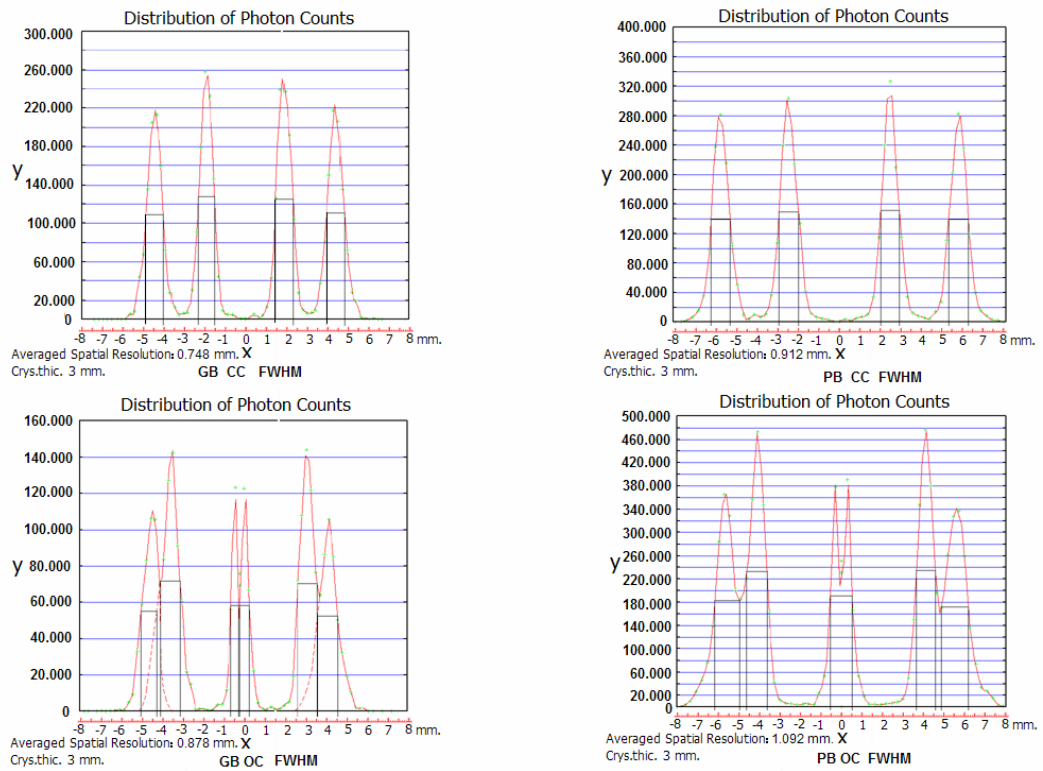 Distribution of Photon Counts
300.000
260.000
220.000
180.000
y
140.000
100.000
60.000
20.000
0
-8 -7 -6 -5 -4 -3 -2 -1 0 1 2 3 4 5 6 7 8 mm.
Averaged Spatial Resolution: 0.748 mm. X
Crys.thic. 3 mm.
GB CC FWHM
Distribution of Photon Counts
400.000
360.000
320.000
280.000
240.000
y
200.000
160.000
120.000
80.000
40.000
0
-8 -7 -6 -5 -4 -3 -2 -1 0 1 2 3 4 5 6 7 8 mm.
Averaged Spatial Resolution: 0.912 mm. X
Crys.thic. 3 mm.
PB CC FWHM
Distribution of Photon Counts
160.000
140.000
120.000
100.000
y
80.000
60.000
40.000
20.000
0
-8 -7 -6 -5 -4 -3 -2 -1 0 1 2 3 4 5 6 7 8 mm.
Averaged Spatial Resolution: 0.878 mm. X
Crys.thic. 3 mm.
GB OC FWHM
Distribution of Photon Counts
500.000
460.000
420.000
380.000
340.000
300.000
y
260.000
220.000
180.000
140.000
100.000
60.000
20.000
0
-8 -7 -6 -5 -4 -3 -2 -1 0 1 2 3 4 5 6 7 8 mm.
Averaged Spatial Resolution: 1.092 mm. X
Crys.thic. 3 mm.
PB OC FWHM